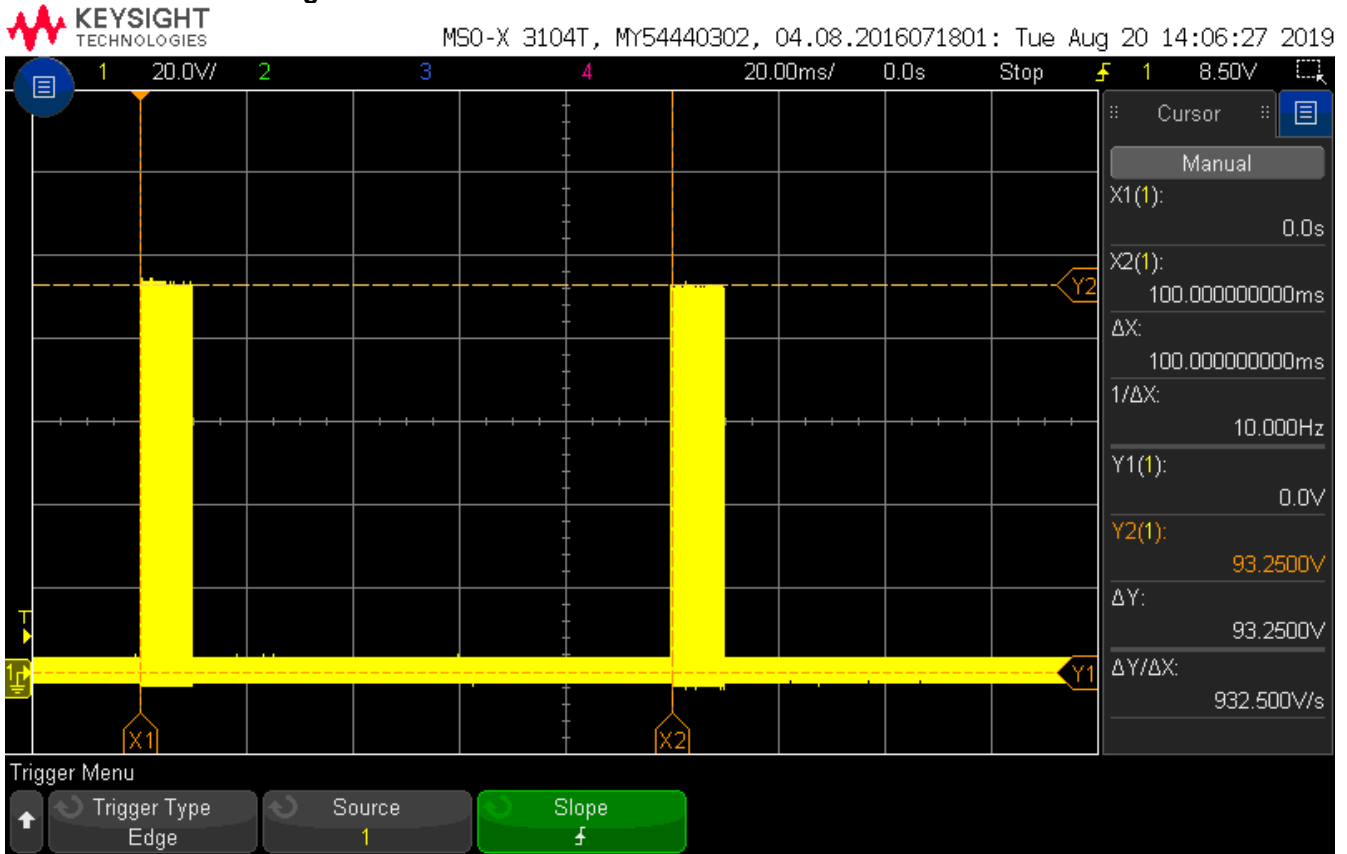 KEYSIGHT
TECHNOLOGIES
MSO-X 3104T, MY54440302, 04.08.2016071801: Tue Aug 20 14:06:27 2019
1 20.0V/ 2 3 4 20.00ms/ 0.0s Stop 1 8.50V
Cursor
Manual
X1(1):
0.0s
X2(1):
100.000000000ms
ΔX:
100.000000000ms
1/ΔX:
10.000Hz
Y1(1):
0.0V
Y2(1):
93.2500V
ΔY:
93.2500V
ΔY/ΔX:
932.500V/s
Y2
T
1
Y1
X1
X2
Trigger Menu
Trigger Type
Edge
Source
1
Slope